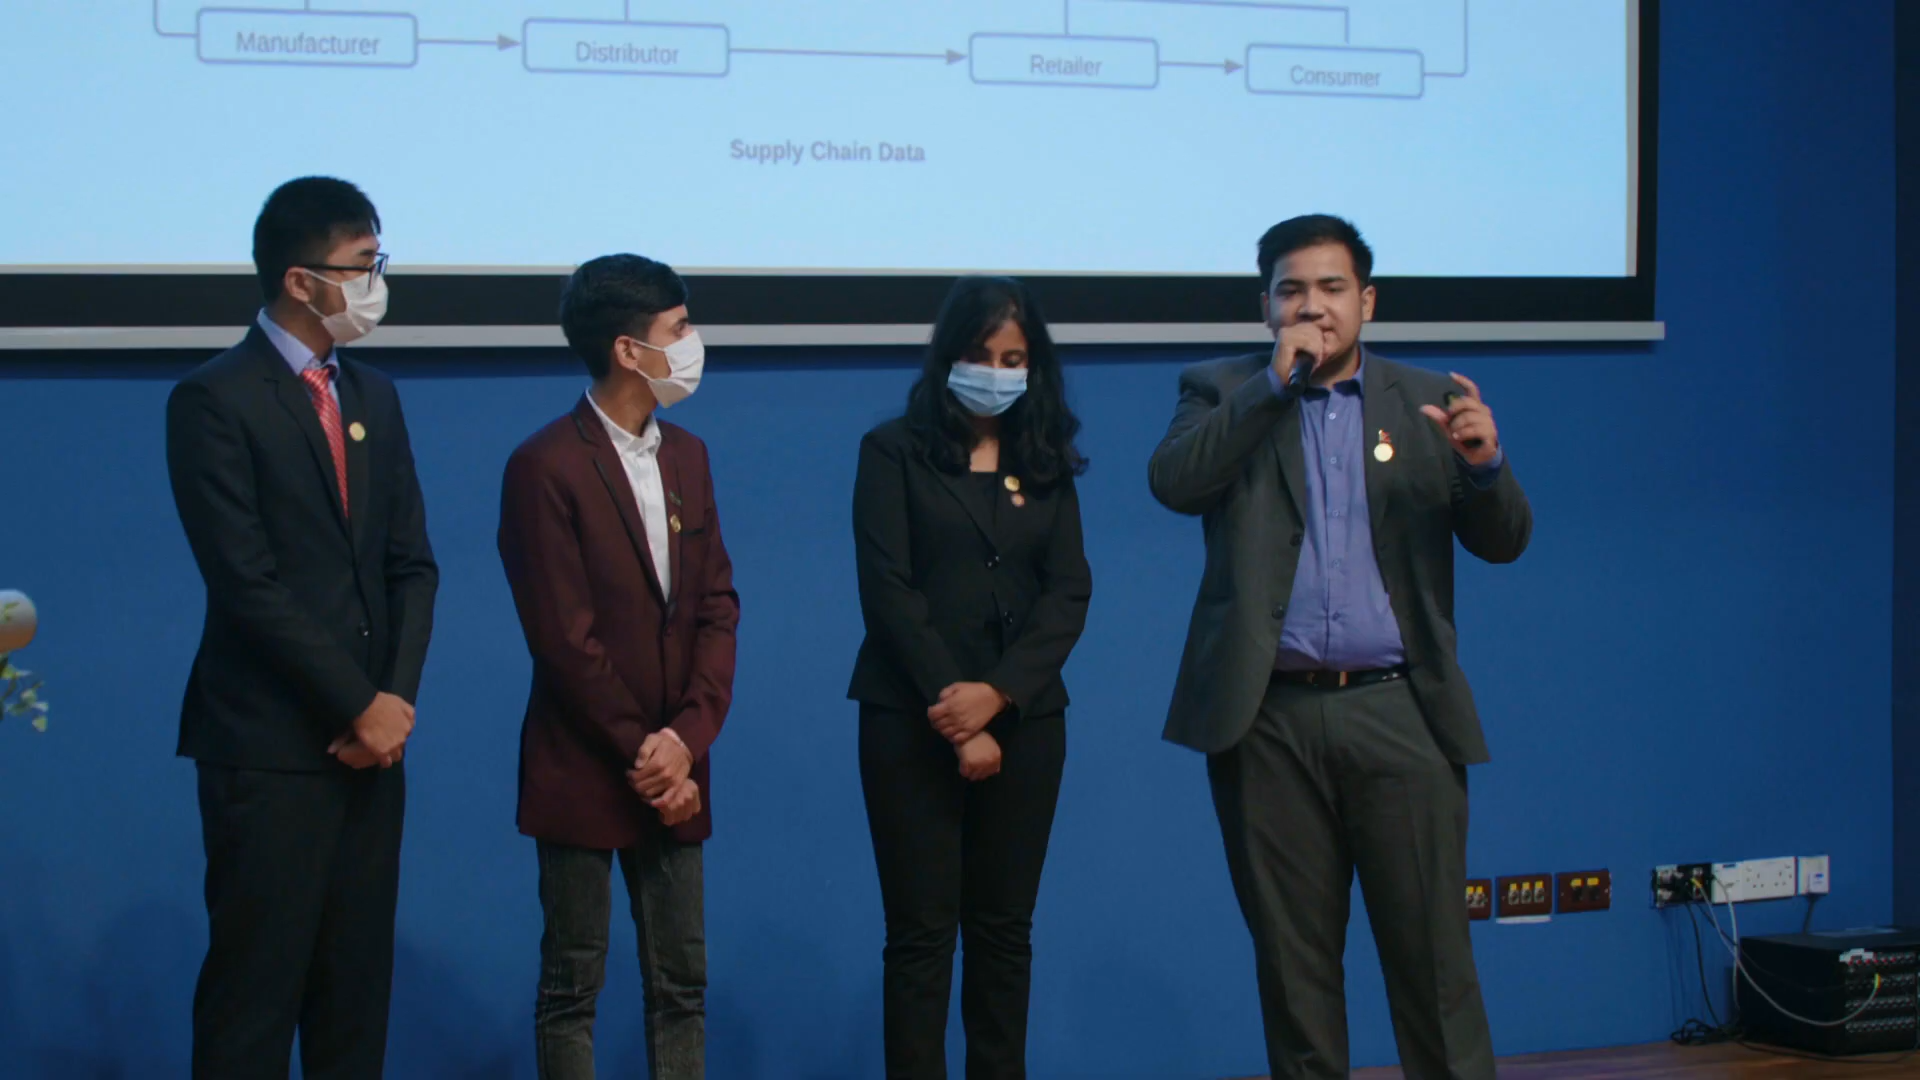 Manufacturer
Distributor
Retailer
Consumer
Supply Chain Data